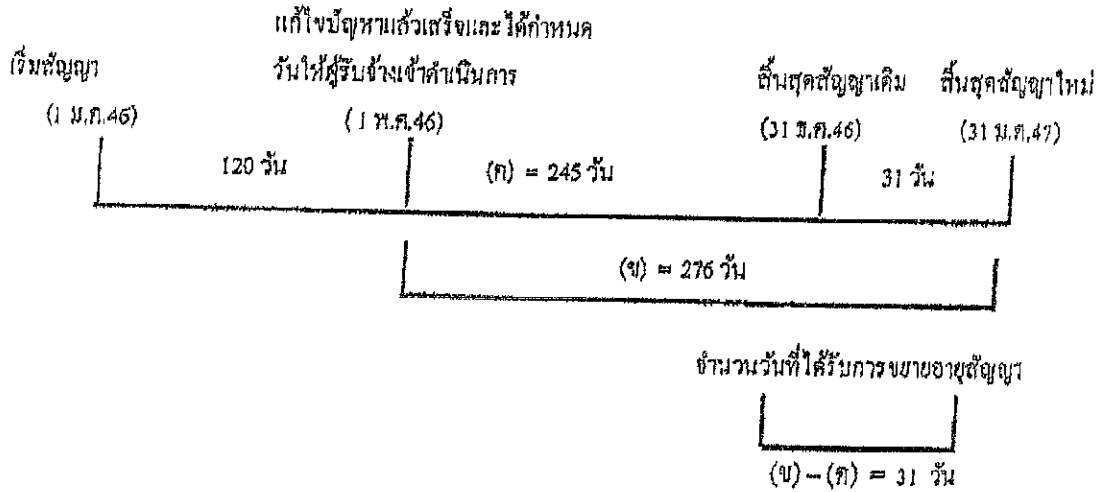 แก้ไขปัญหาแล้วเสร็จและได้กำหนด
วันให้ผู้รับจ้างเข้าดำเนินการ
เริ่มสัญญา
(1 ม.ค.46)
(1 พ.ค.46)
สิ้นสุดสัญญาเดิม
(31 ธ.ค.46)
สิ้นสุดสัญญาใหม่
(31 ม.ค.47)
120 วัน
(ค) = 245 วัน
31 วัน
(ข) = 276 วัน
จำนวนวันที่ได้รับการขยายอายุสัญญา
(ข) – (ค) = 31 วัน